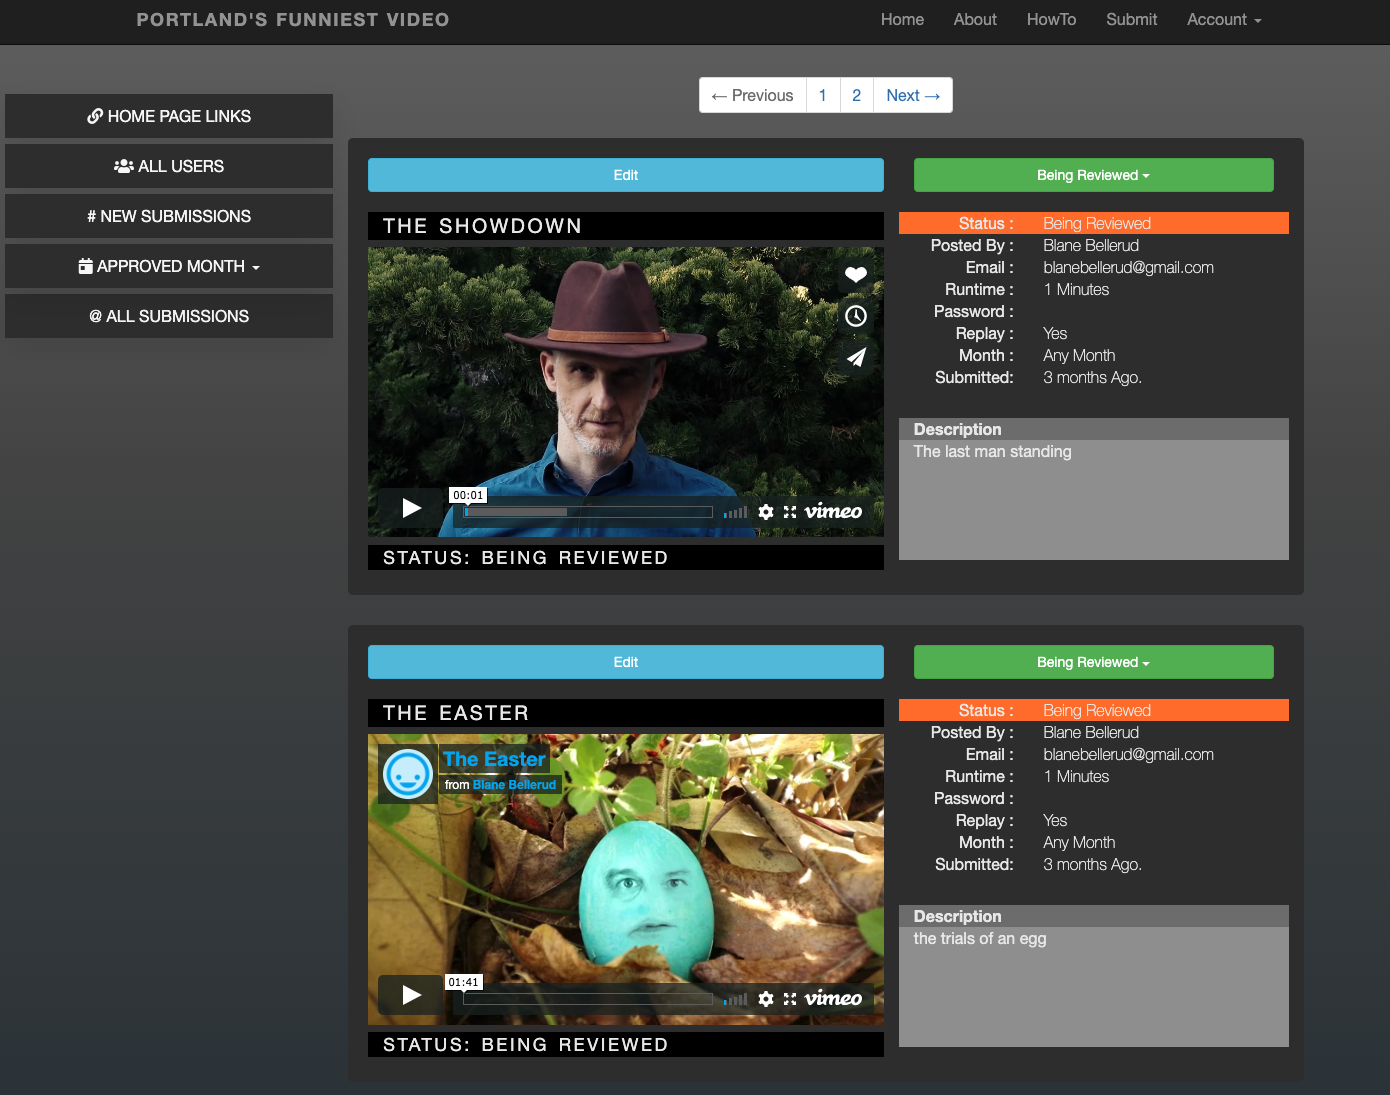 PORTLAND'S FUNNIEST VIDEO
Home About HowTo Submit Account
← Previous 1 2 Next →
HOME PAGE LINKS
ALL USERS
# NEW SUBMISSIONS
APPROVED MONTH
@ ALL SUBMISSIONS
Edit
Being Reviewed
THE SHOWDOWN
00:01
vimeo
STATUS: BEING REVIEWED
Status : Being Reviewed
Posted By : Blane Bellerud
Email : blanebellerud@gmail.com
Runtime : 1 Minutes
Password :
Replay : Yes
Month : Any Month
Submitted: 3 months Ago.
Description
The last man standing
Edit
Being Reviewed
THE EASTER
The Easter
from Blane Bellerud
01:41
vimeo
STATUS: BEING REVIEWED
Status : Being Reviewed
Posted By : Blane Bellerud
Email : blanebellerud@gmail.com
Runtime : 1 Minutes
Password :
Replay : Yes
Month : Any Month
Submitted: 3 months Ago.
Description
the trials of an egg